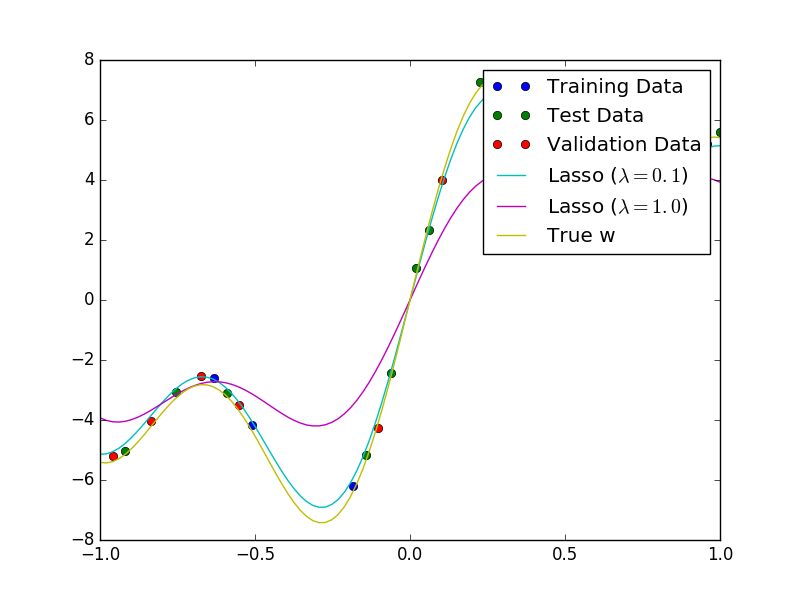 8
6
4
2
0
−2
−4
−6
−8
−1.0
−0.5
0.0
0.5
1.0
Training Data
Test Data
Validation Data
Lasso (λ=0.1)
Lasso (λ=1.0)
True w